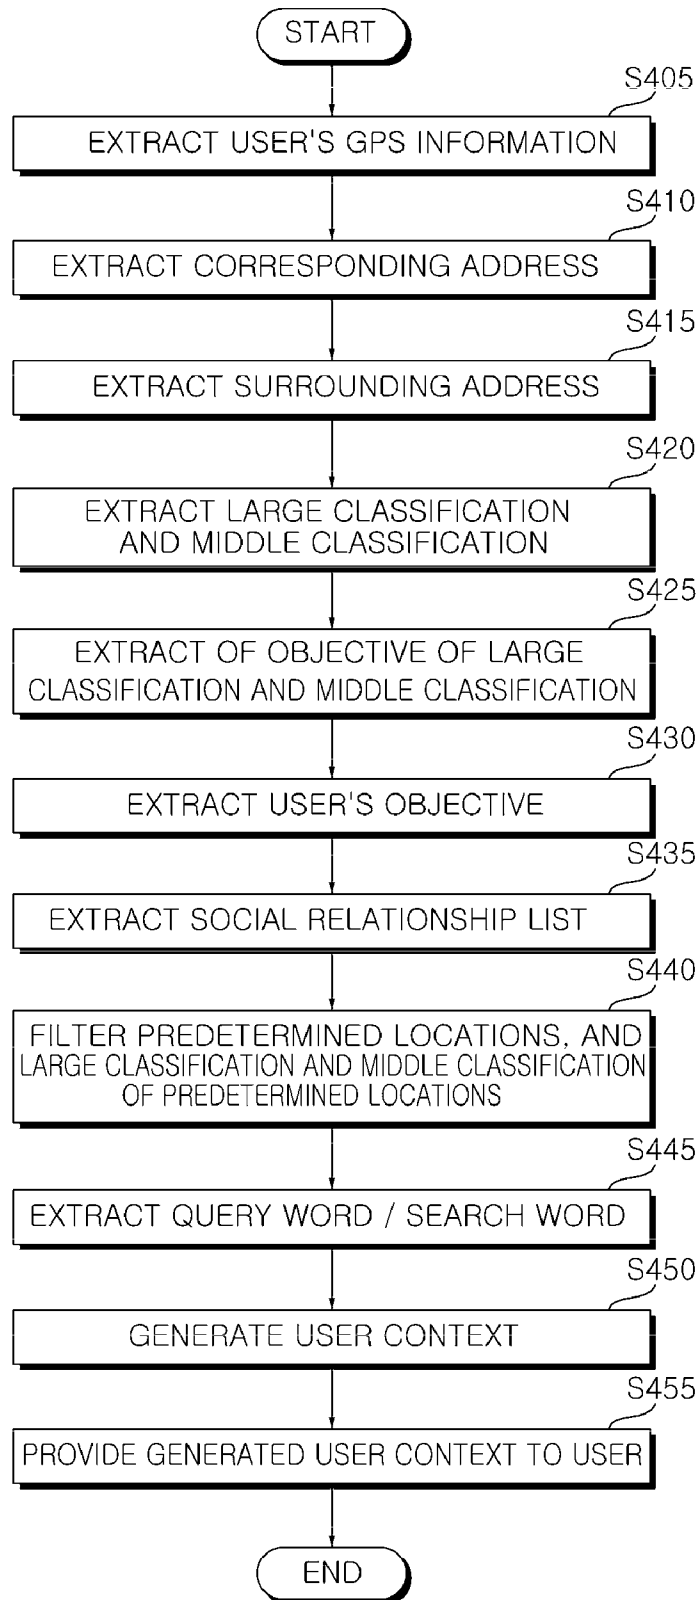 START
S405
EXTRACT USER'S GPS INFORMATION
S410
EXTRACT CORRESPONDING ADDRESS
S415
EXTRACT SURROUNDING ADDRESS
S420
EXTRACT LARGE CLASSIFICATION
AND MIDDLE CLASSIFICATION
S425
EXTRACT OF OBJECTIVE OF LARGE
CLASSIFICATION AND MIDDLE CLASSIFICATION
S430
EXTRACT USER'S OBJECTIVE
S435
EXTRACT SOCIAL RELATIONSHIP LIST
S440
FILTER PREDETERMINED LOCATIONS, AND
LARGE CLASSIFICATION AND MIDDLE CLASSIFICATION
OF PREDETERMINED LOCATIONS
S445
EXTRACT QUERY WORD / SEARCH WORD
S450
GENERATE USER CONTEXT
S455
PROVIDE GENERATED USER CONTEXT TO USER
END